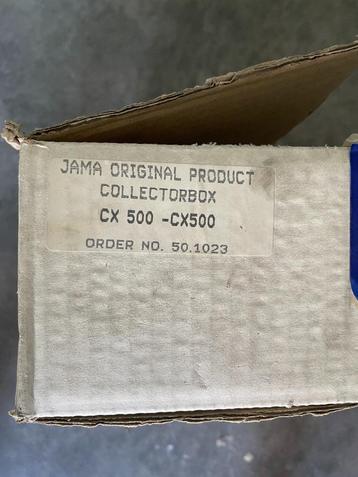 JAMA ORIGINAL PRODUCT
COLLECTORBOX
CX 500 -CX500
ORDER NO. 50.1023